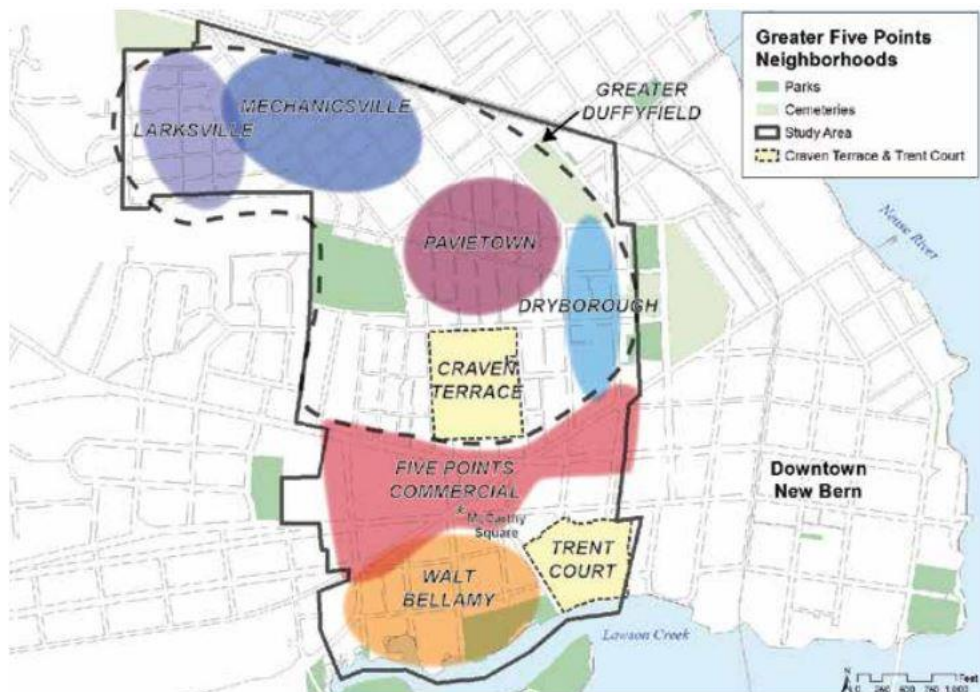 Greater Five Points
Neighborhoods
Parks
Cemeteries
Study Area
Craven Terrace & Trent Court
GREATER
DUFFYFIELD
MECHANICSVILLE
LARKSVILLE
PAVIETOWN
DRYBOROUGH
Neuse River
CRAVEN
TERRACE
FIVE POINTS
COMMERCIAL
McCarthy
Square
Downtown
New Bern
TRENT
COURT
WALT
BELLAMY
Lawson Creek
N
Feet